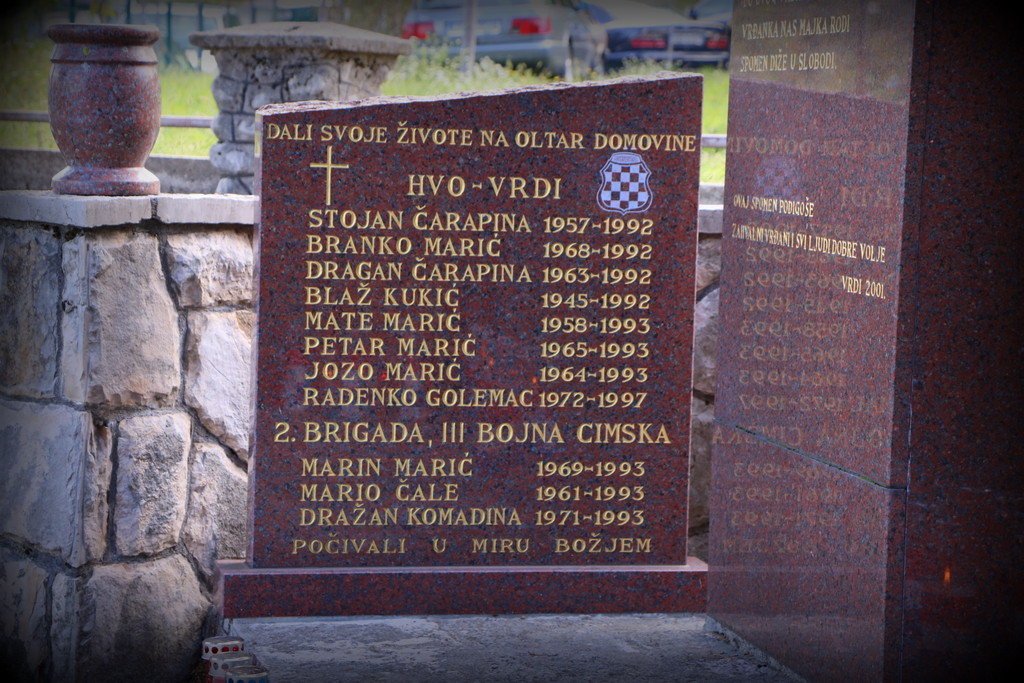 DALI SVOJE ŽIVOTE NA OLTAR DOMOVINE
HVO-VRDI
STOJAN ČARAPINA 1957-1992
BRANKO MARIĆ 1968-1992
DRAGAN ČARAPINA 1963-1992
BLAŽ KUKIĆ 1945-1992
MATE MARIĆ 1958-1993
PETAR MARIĆ 1965-1993
JOZO MARIĆ 1964-1993
RADENKO GOLEMAC 1972-1997
2. BRIGADA, III BOJNA CIMSKA
MARIN MARIĆ 1969-1993
MARIO ČALE 1961-1993
DRAŽAN KOMADINA 1971-1993
POČIVALI U MIRU BOŽJEM
VRĐANKA NAS MAJKA RODI
SPOMEN DIŽE U SLOBODI.
OVAJ SPOMEN PODIGOŠE
ZAHVALNI VRĐANI I SVI LJUDI DOBRE VOLJE
VRDI 2001.